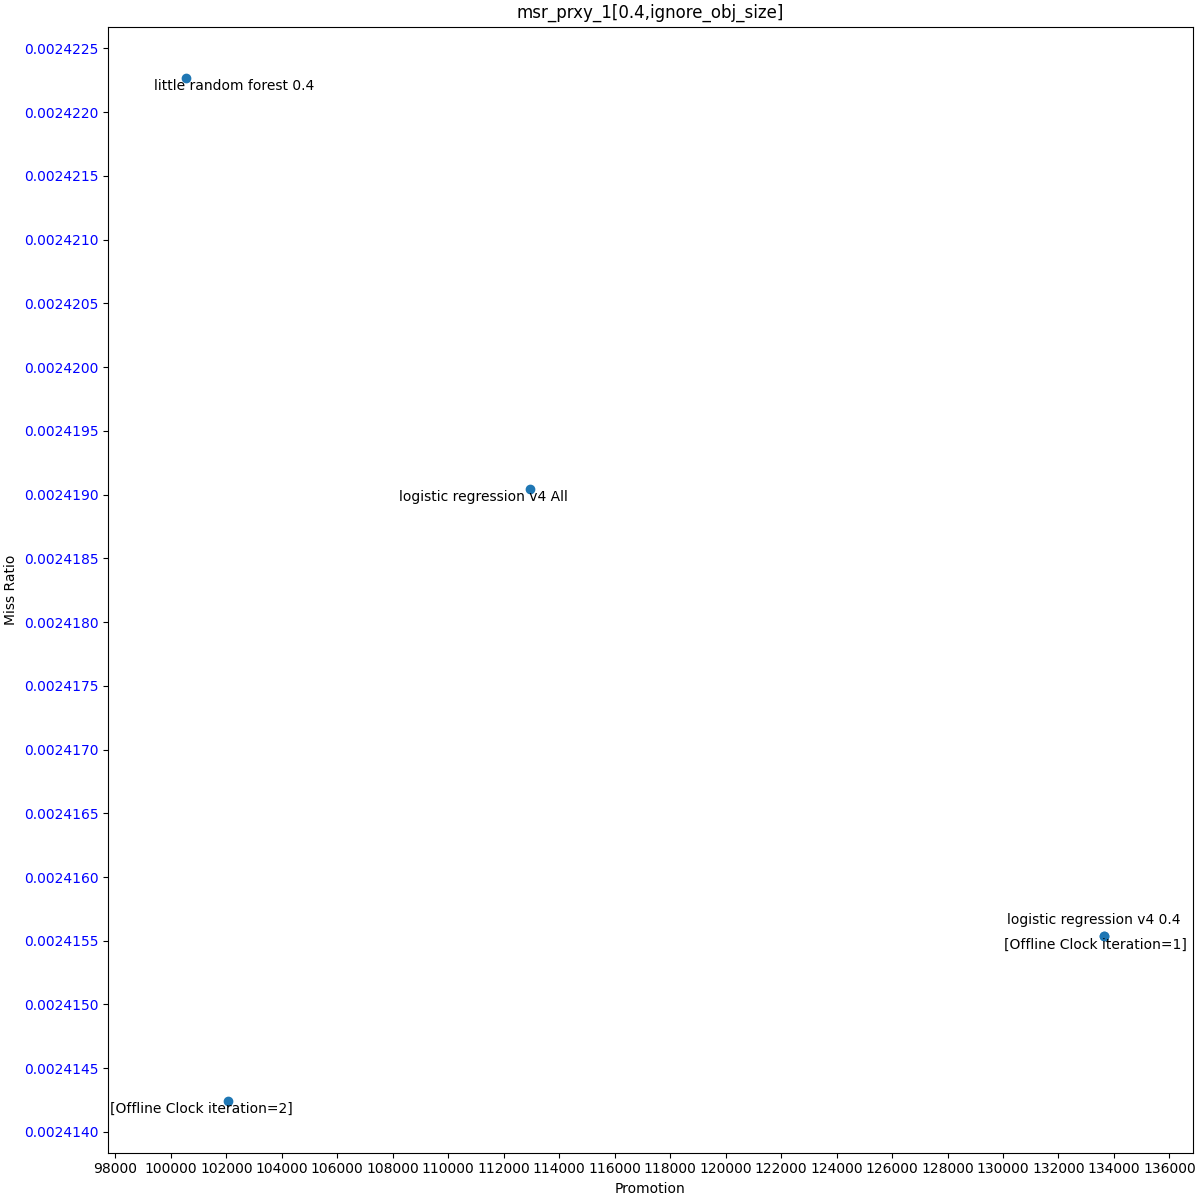 msr_prxy_1[0.4,ignore_obj_size]
0.0024225
0.0024220
0.0024215
0.0024210
0.0024205
0.0024200
0.0024195
0.0024190
0.0024185
0.0024180
0.0024175
0.0024170
0.0024165
0.0024160
0.0024155
0.0024150
0.0024145
0.0024140
Miss Ratio
little random forest 0.4
logistic regression v4 All
logistic regression v4 0.4
[Offline Clock iteration=1]
[Offline Clock iteration=2]
98000 100000 102000 104000 106000 108000 110000 112000 114000 116000 118000 120000 122000 124000 126000 128000 130000 132000 134000 136000
Promotion